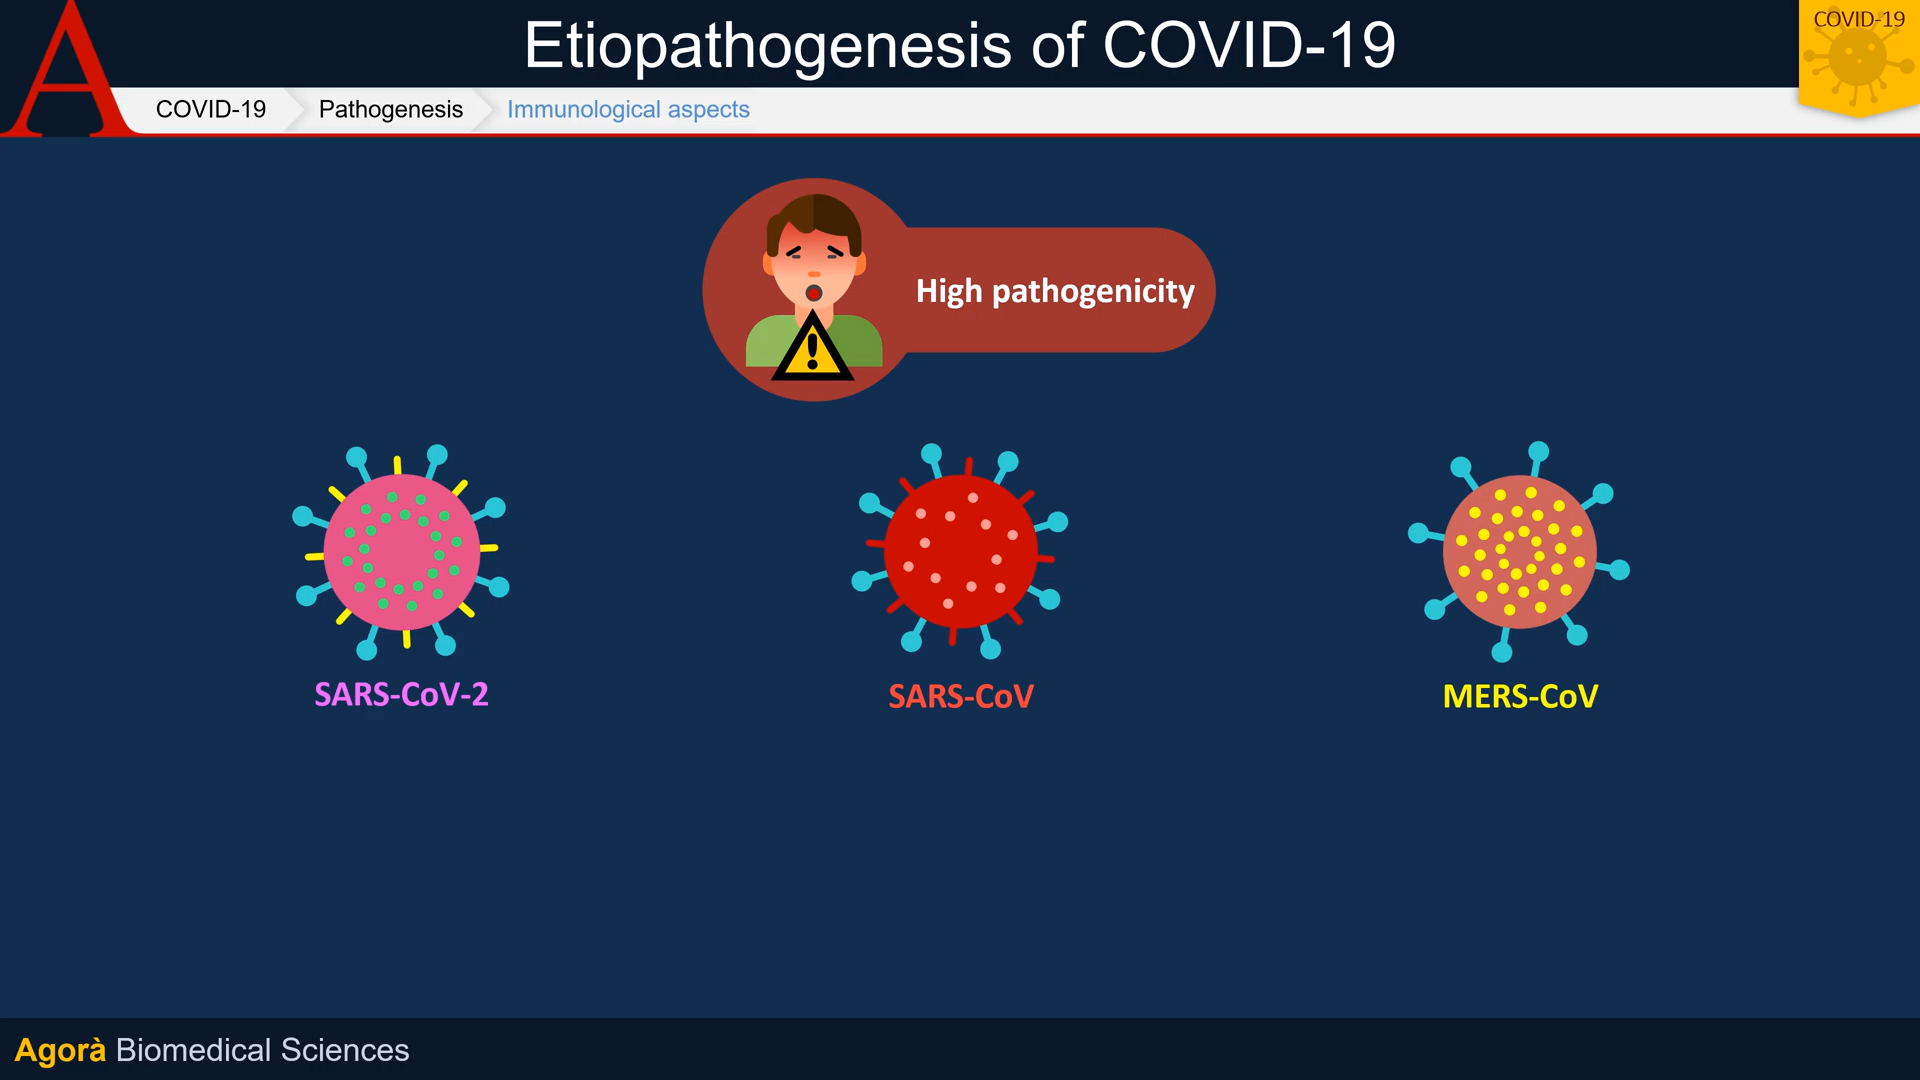 Etiopathogenesis of COVID-19
COVID-19
A
COVID-19
Pathogenesis
Immunological aspects
High pathogenicity
SARS-CoV-2
SARS-CoV
MERS-CoV
Agorà Biomedical Sciences